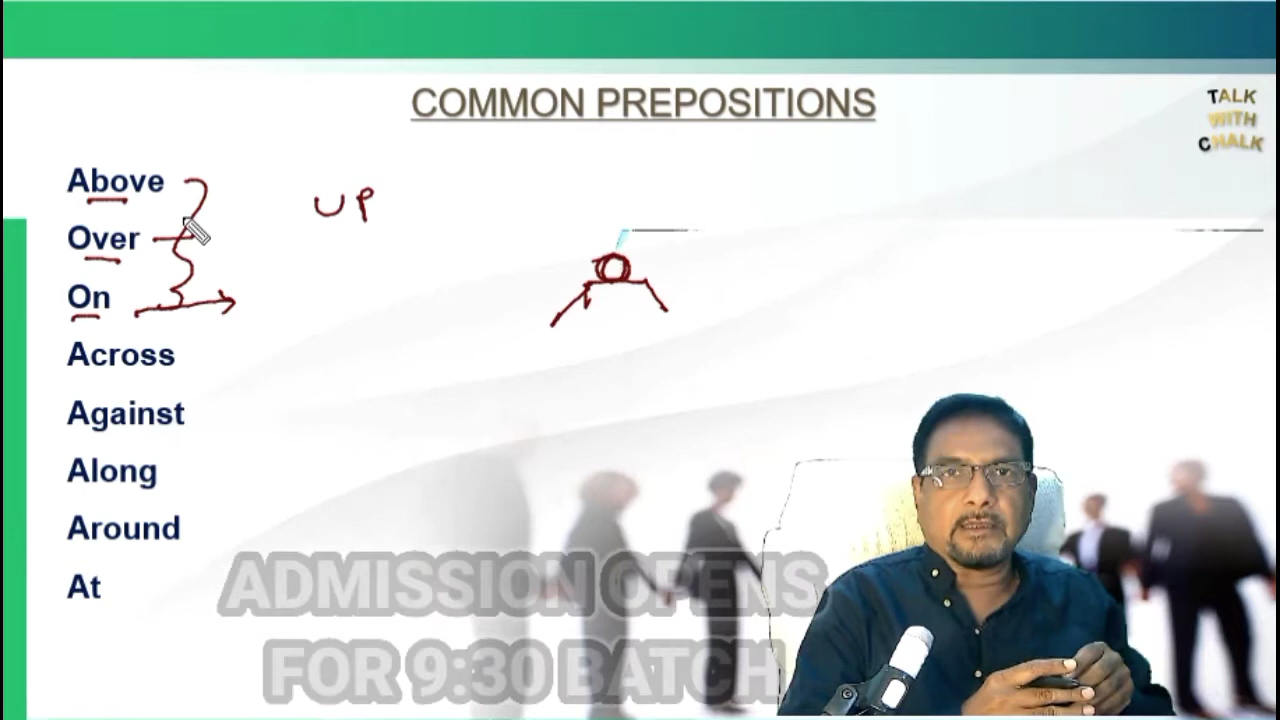 COMMON PREPOSITIONS
TALK
WITH
CHALK
Above
UP
Over
On
Across
Against
Along
Around
At
ADMISSION OPENS
FOR 9:30 BATCH